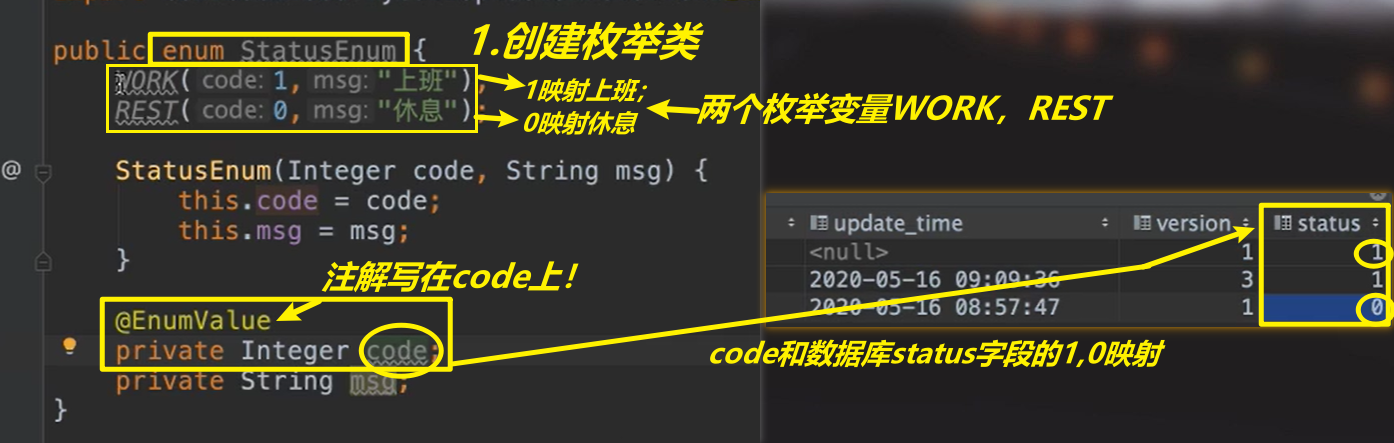 public enum StatusEnum {
1.创建枚举类
WORK( code: 1, msg: "上班"),
REST( code: 0, msg: "休息");
1映射上班；
0映射休息
两个枚举变量WORK，REST
@
StatusEnum(Integer code, String msg) {
this.code = code;
this.msg = msg;
}
注解写在code上！
@EnumValue
private Integer code;
private String msg;
}
update_time version status
<null> 1 1
2020-05-16 09:09:36 3 1
2020-05-16 08:57:47 1 0
code和数据库status字段的1,0映射